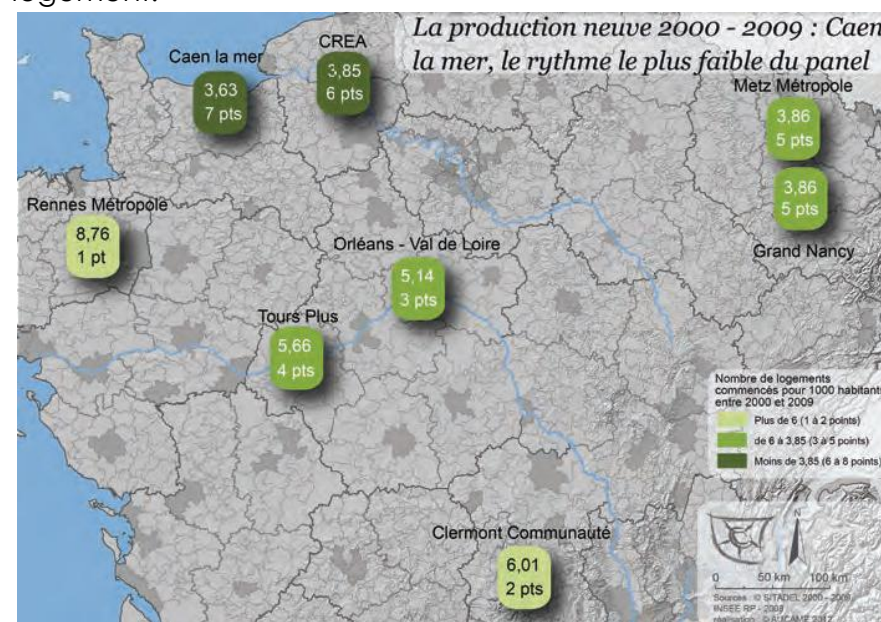 logement.
La production neuve 2000 - 2009 : Caen
la mer, le rythme le plus faible du panel
Caen la mer
3,63
7 pts
CREA
3,85
6 pts
Metz Métropole
3,86
5 pts
3,86
5 pts
Grand Nancy
Rennes Métropole
8,76
1 pt
Orléans - Val de Loire
5,14
3 pts
Tours Plus
5,66
4 pts
Clermont Communauté
6,01
2 pts
Nombre de logements
commencés pour 1000 habitants
entre 2000 et 2009
Plus de 6 (1 à 2 points)
de 6 à 3,85 (3 à 5 points)
Moins de 3,85 (6 à 8 points)
N
0 50 km 100 km
Sources : © SITADEL 2000 - 2009
INSEE RP - 2009
réalisation : © AUCAME 2012